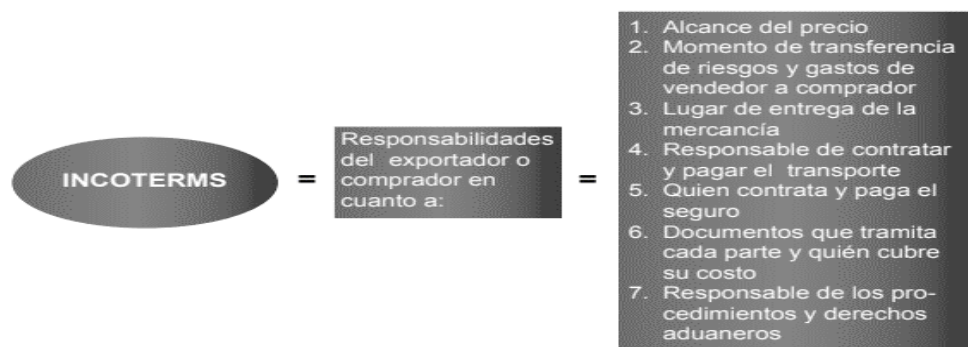 INCOTERMS
=
Responsabilidades
del exportador o
comprador en
cuanto a:
=
1. Alcance del precio
2. Momento de transferencia
de riesgos y gastos de
vendedor a comprador
3. Lugar de entrega de la
mercancía
4. Responsable de contratar
y pagar el transporte
5. Quien contrata y paga el
seguro
6. Documentos que tramita
cada parte y quién cubre
su costo
7. Responsable de los pro-
cedimientos y derechos
aduaneros